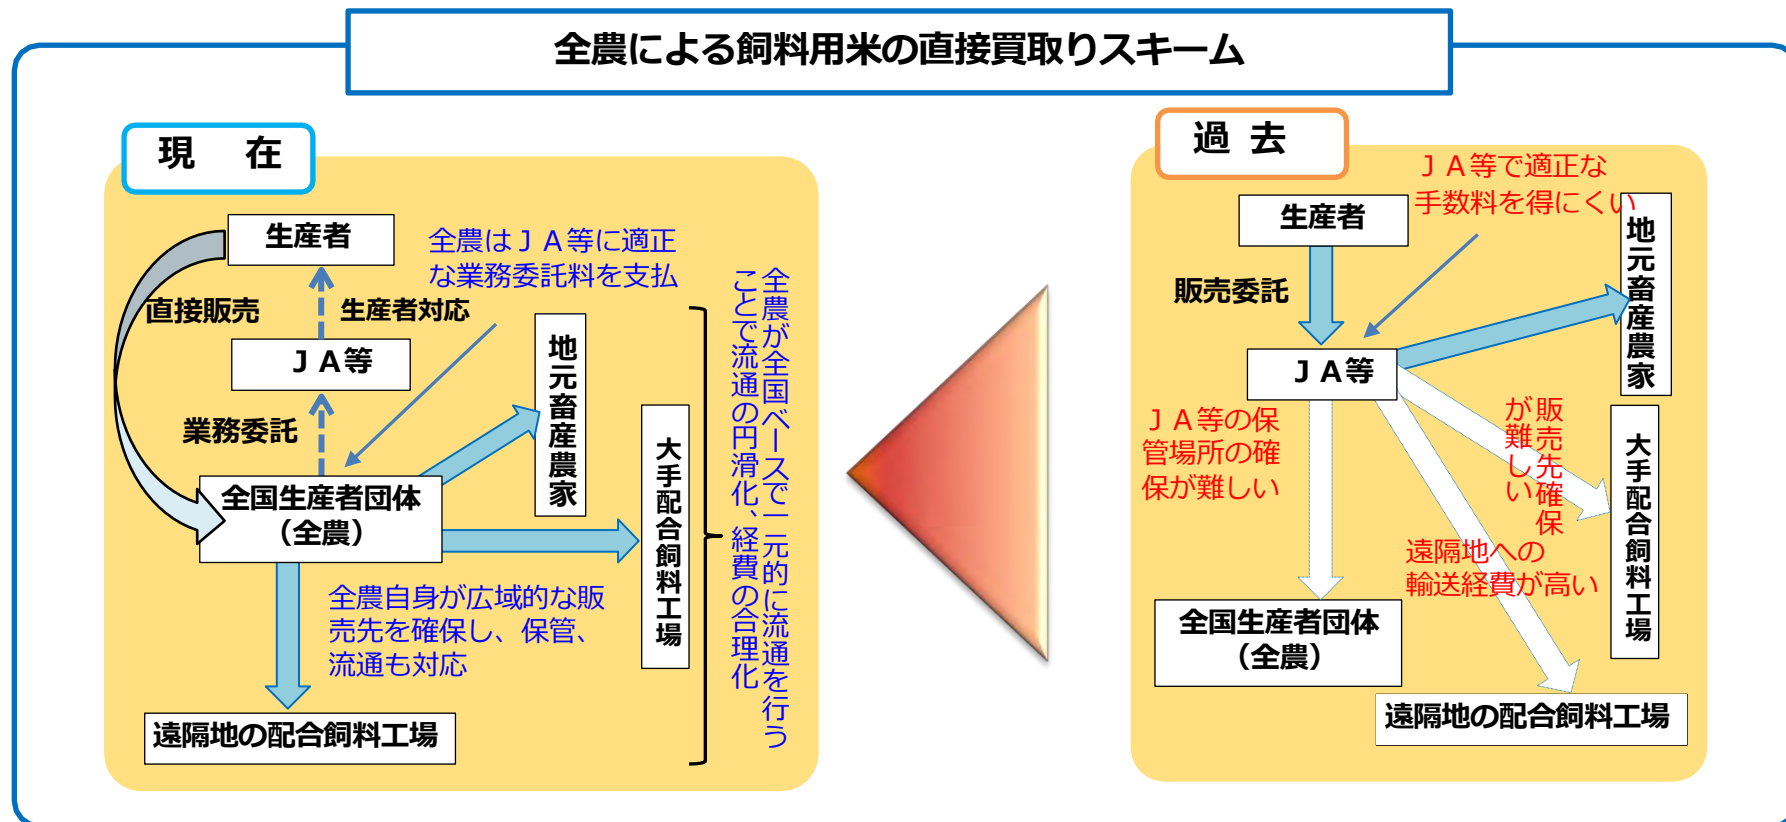 全農による飼料用米の直接買取りスキーム
現 在
生産者
全農はＪＡ等に適正
な業務委託料を支払
直接販売
生産者対応
ＪＡ等
業務委託
全国生産者団体
（全農）
地元畜産農家
大手配合飼料工場
全農が全国ベースで一元的に流通を行う
ことで流通の円滑化、経費の合理化
全農自身が広域的な販
売先を確保し、保管、
流通も対応
遠隔地の配合飼料工場
過 去
ＪＡ等で適正な
手数料を得にくい
生産者
販売委託
地元畜産農家
ＪＡ等
ＪＡ等の保
管場所の確
保が難しい
販売先確保
が難しい
大手配合飼料工場
遠隔地への
輸送経費が高い
全国生産者団体
（全農）
遠隔地の配合飼料工場